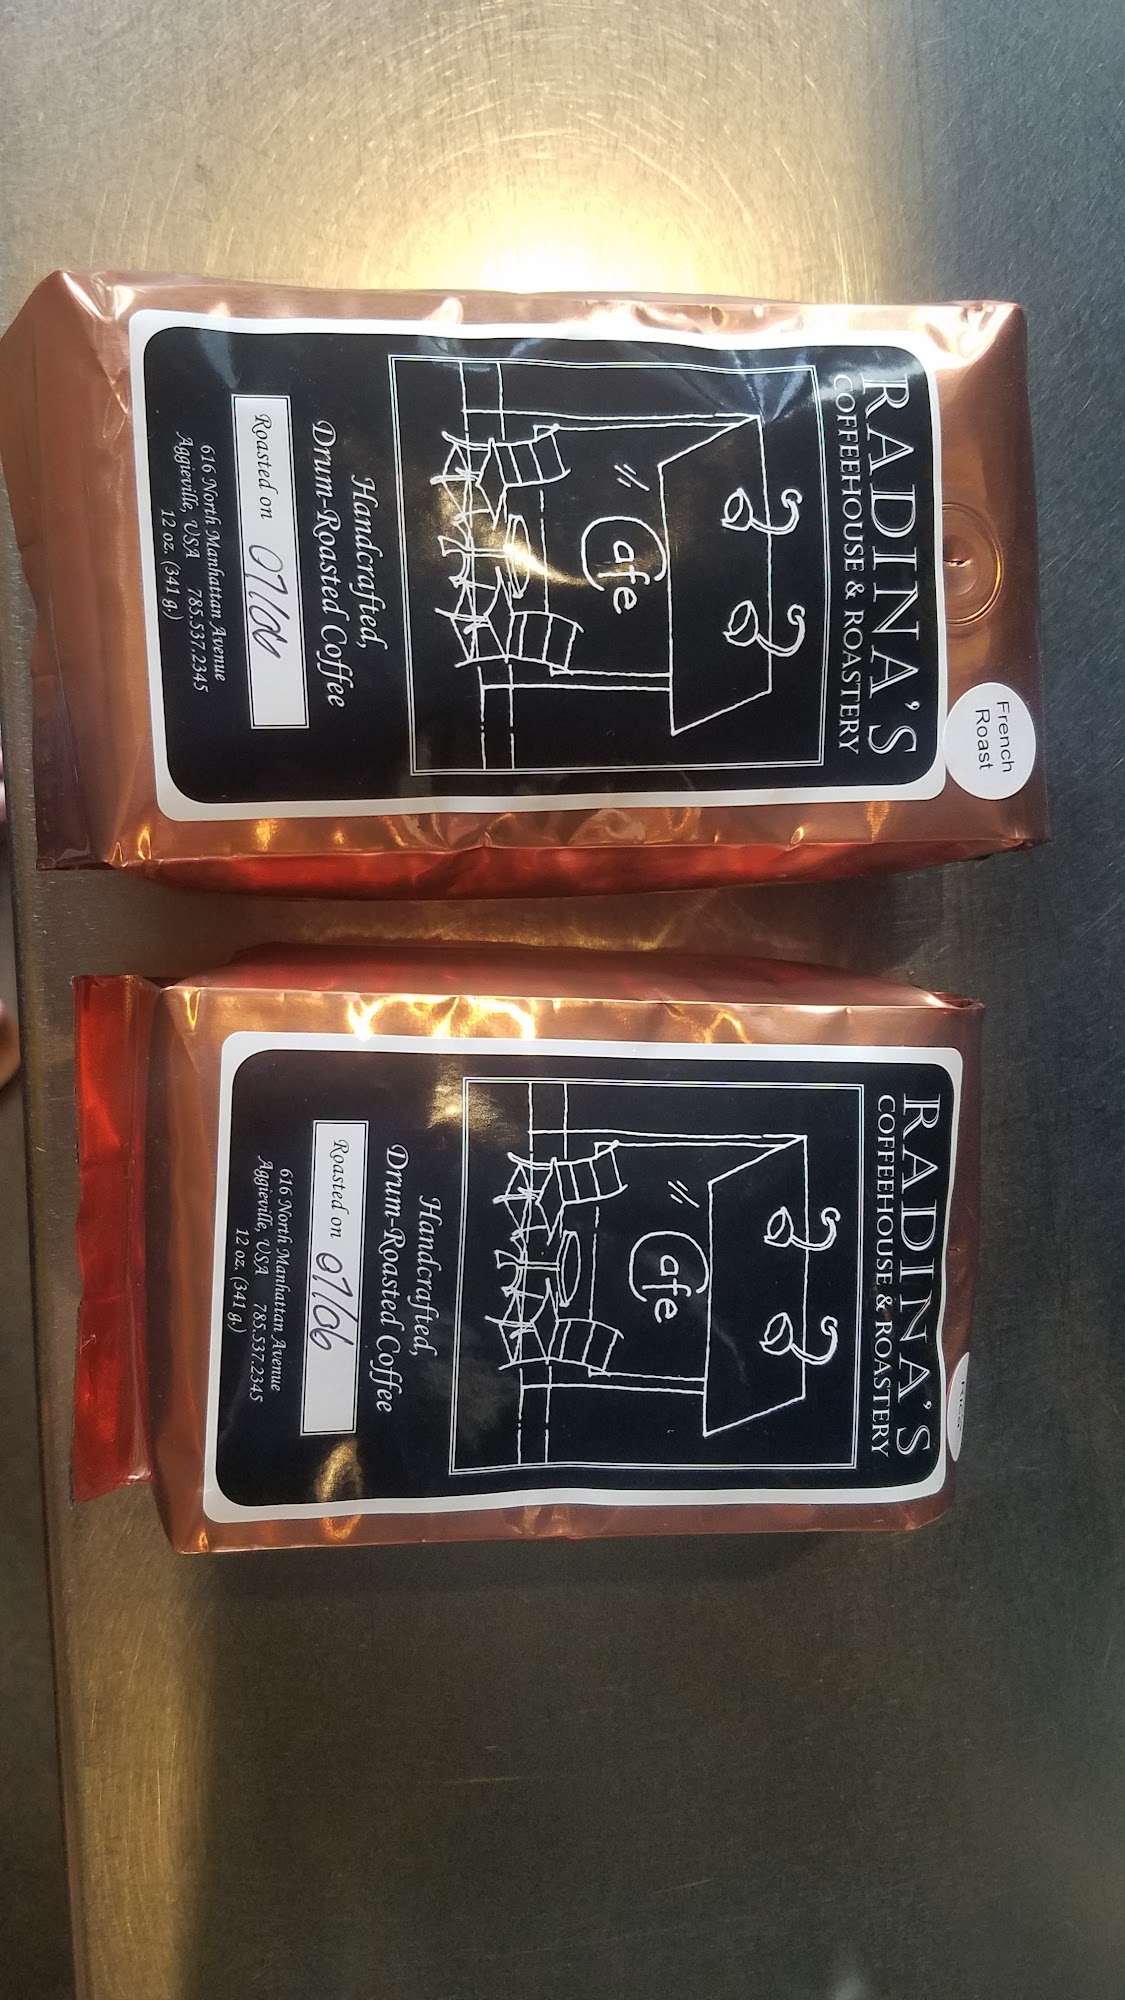 French
Roast
RADINA'S
COFFEEHOUSE & ROASTERY
Cafe
Handcrafted,
Drum-Roasted Coffee
Roasted on 07/06
616 North Manhattan Avenue
Aggieville, USA 785.537.2345
12 oz. (341 g.)
RADINA'S
COFFEEHOUSE & ROASTERY
Cafe
Handcrafted,
Drum-Roasted Coffee
Roasted on 07/06
616 North Manhattan Avenue
Aggieville, USA 785.537.2345
12 oz. (341 g.)